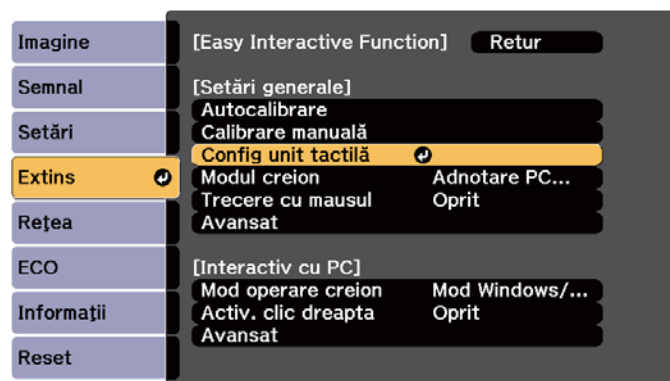 Imagine
Semnal
Setări
Extins
Rețea
ECO
Informații
Reset
[Easy Interactive Function] Retur
[Setări generale]
Autocalibrare
Calibrare manuală
Config unit tactilă
Modul creion Adnotare PC...
Trecere cu mausul Oprit
Avansat
[Interactiv cu PC]
Mod operare creion Mod Windows/...
Activ. clic dreapta Oprit
Avansat